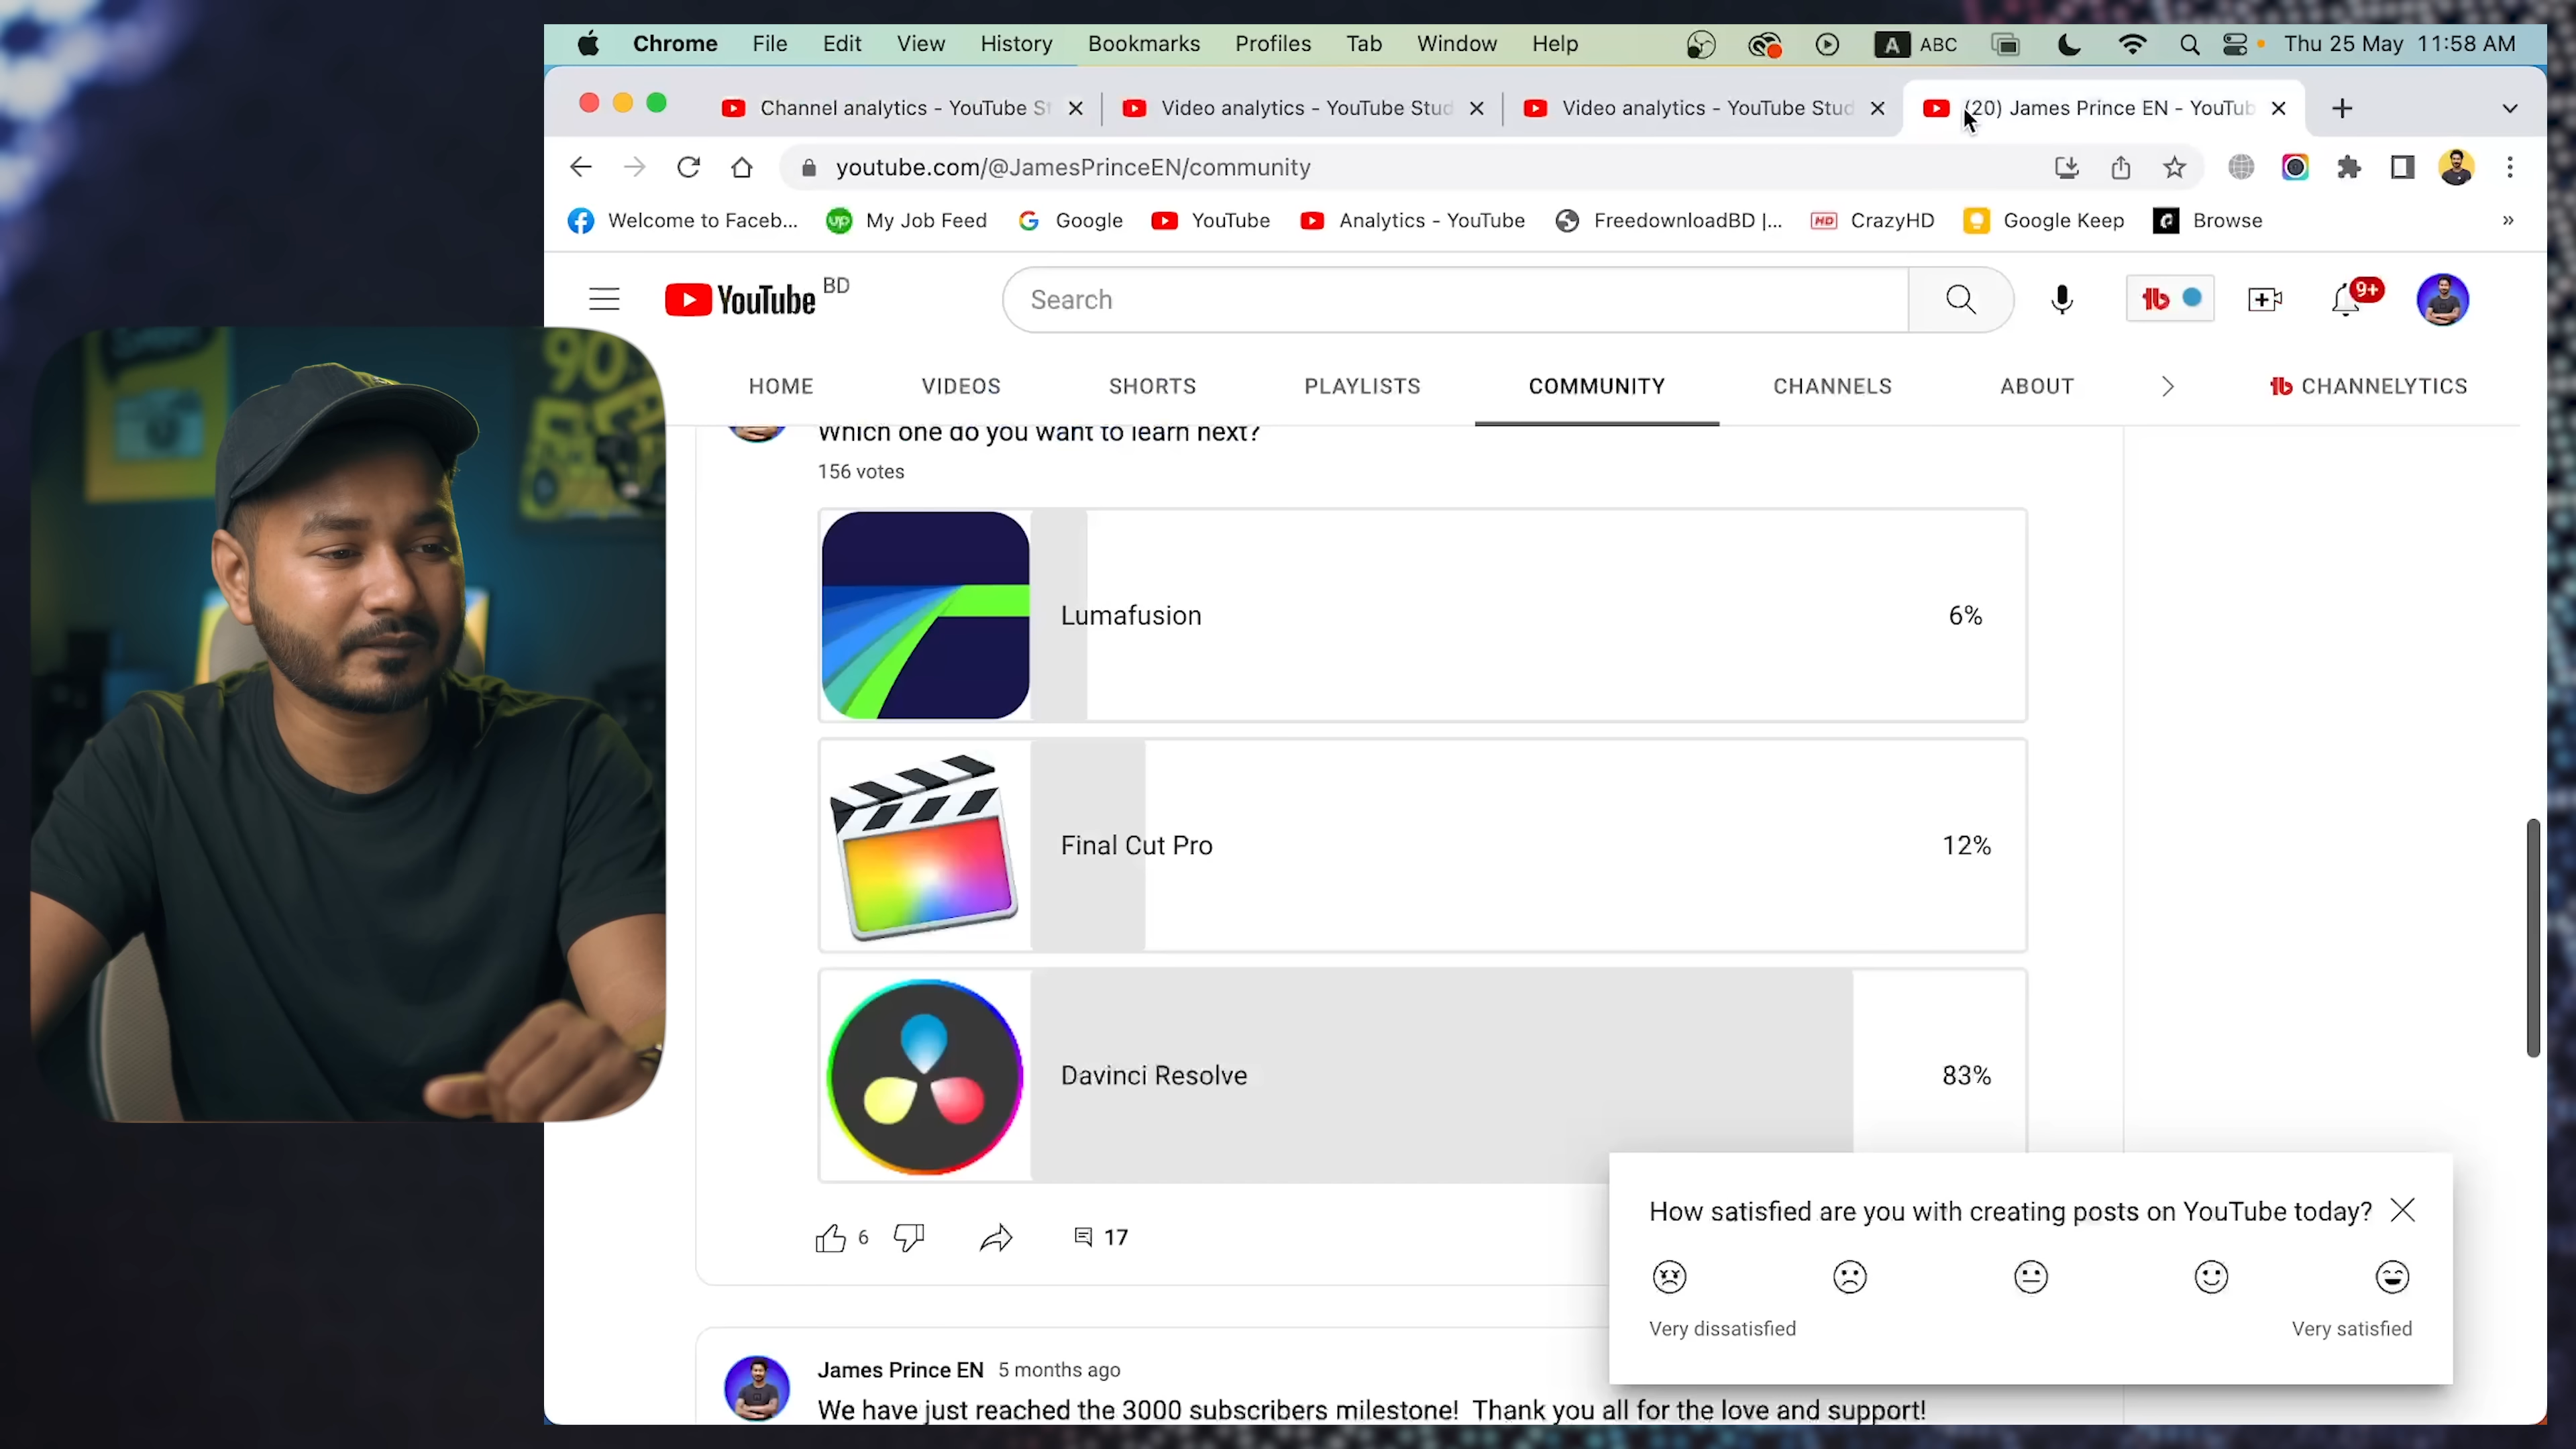 Chrome File Edit View History Bookmarks Profiles Tab Window Help A ABC Thu 25 May 11:58 AM
Channel analytics - YouTube St Video analytics - YouTube Stud Video analytics - YouTube Stud (20) James Prince EN - YouTub
youtube.com/@JamesPrinceEN/community
Welcome to Faceb... up My Job Feed Google YouTube Analytics - YouTube FreedownloadBD |... HD CrazyHD Google Keep Browse »
YouTube BD Search tb 9+
HOME VIDEOS SHORTS PLAYLISTS COMMUNITY CHANNELS ABOUT tb CHANNELYTICS
90
Which one do you want to learn next?
156 votes
Lumafusion 6%
Final Cut Pro 12%
Davinci Resolve 83%
6 17
How satisfied are you with creating posts on YouTube today?
Very dissatisfied Very satisfied
James Prince EN 5 months ago
We have just reached the 3000 subscribers milestone! Thank you all for the love and support!